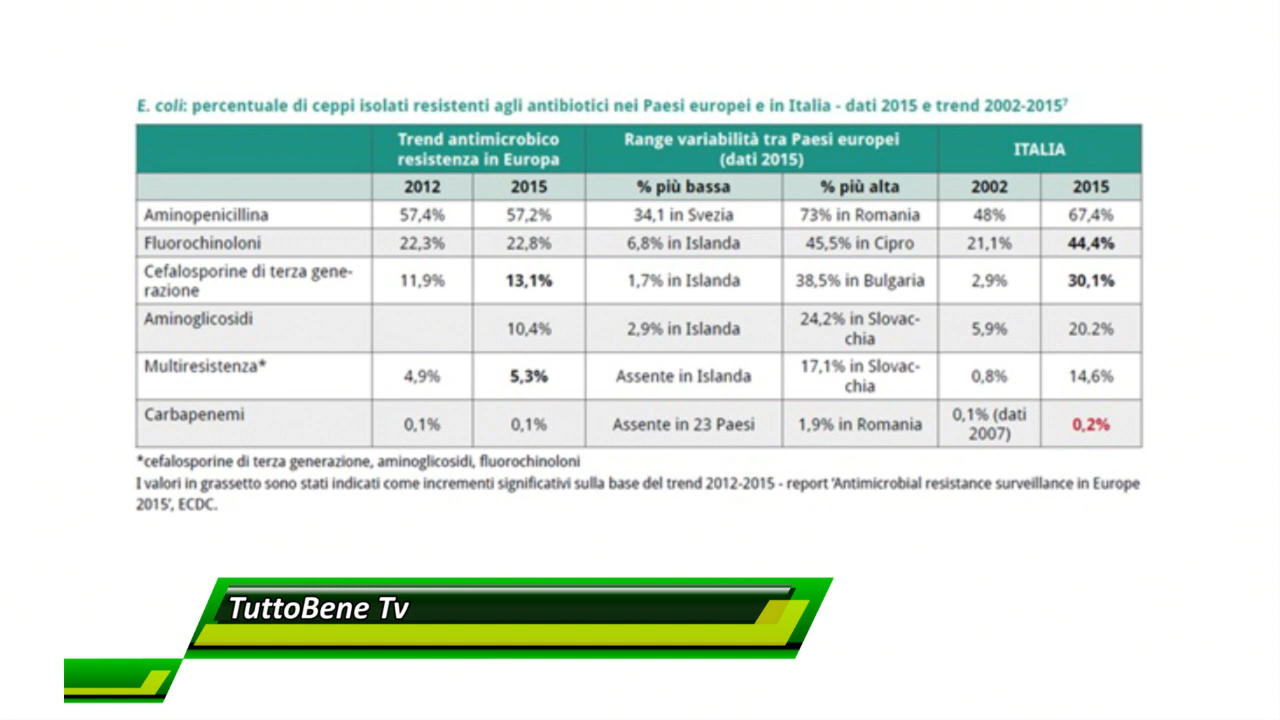 E. coli: percentuale di ceppi isolati resistenti agli antibiotici nei Paesi europei e in Italia - dati 2015 e trend 2002-2015⁷
Trend antimicrobico resistenza in Europa Range variabilità tra Paesi europei (dati 2015) ITALIA
2012 2015 % più bassa % più alta 2002 2015
Aminopenicillina 57,4% 57,2% 34,1 in Svezia 73% in Romania 48% 67,4%
Fluorochinoloni 22,3% 22,8% 6,8% in Islanda 45,5% in Cipro 21,1% 44,4%
Cefalosporine di terza gene-
razione 11,9% 13,1% 1,7% in Islanda 38,5% in Bulgaria 2,9% 30,1%
Aminoglicosidi 10,4% 2,9% in Islanda 24,2% in Slovac-
chia 5,9% 20.2%
Multiresistenza* 4,9% 5,3% Assente in Islanda 17,1% in Slovac-
chia 0,8% 14,6%
Carbapenemi 0,1% 0,1% Assente in 23 Paesi 1,9% in Romania 0,1% (dati
2007) 0,2%
*cefalosporine di terza generazione, aminoglicosidi, fluorochinoloni
I valori in grassetto sono stati indicati come incrementi significativi sulla base del trend 2012-2015 - report 'Antimicrobial resistance surveillance in Europe
2015', ECDC.
TuttoBene Tv